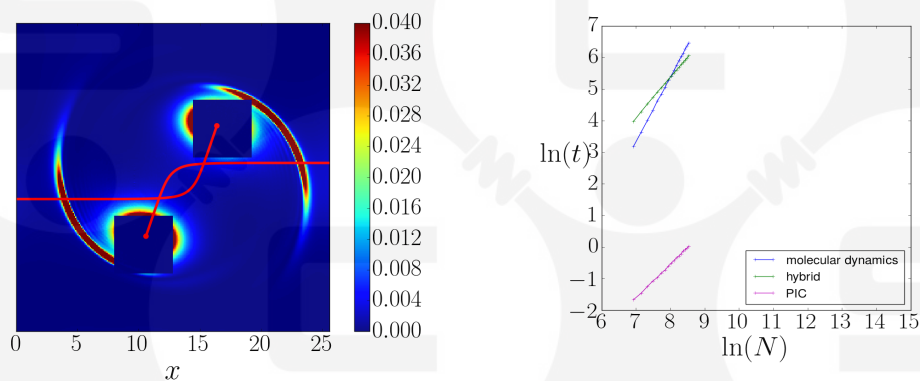 0.040
0.036
0.032
0.028
0.024
0.020
0.016
0.012
0.008
0.004
0.000
0 5 10 15 20 25
x
7
6
5
4
3
2
1
0
−1
−2
ln(t)
molecular dynamics
hybrid
PIC
6 7 8 9 10 11 12 13 14 15
ln(N)